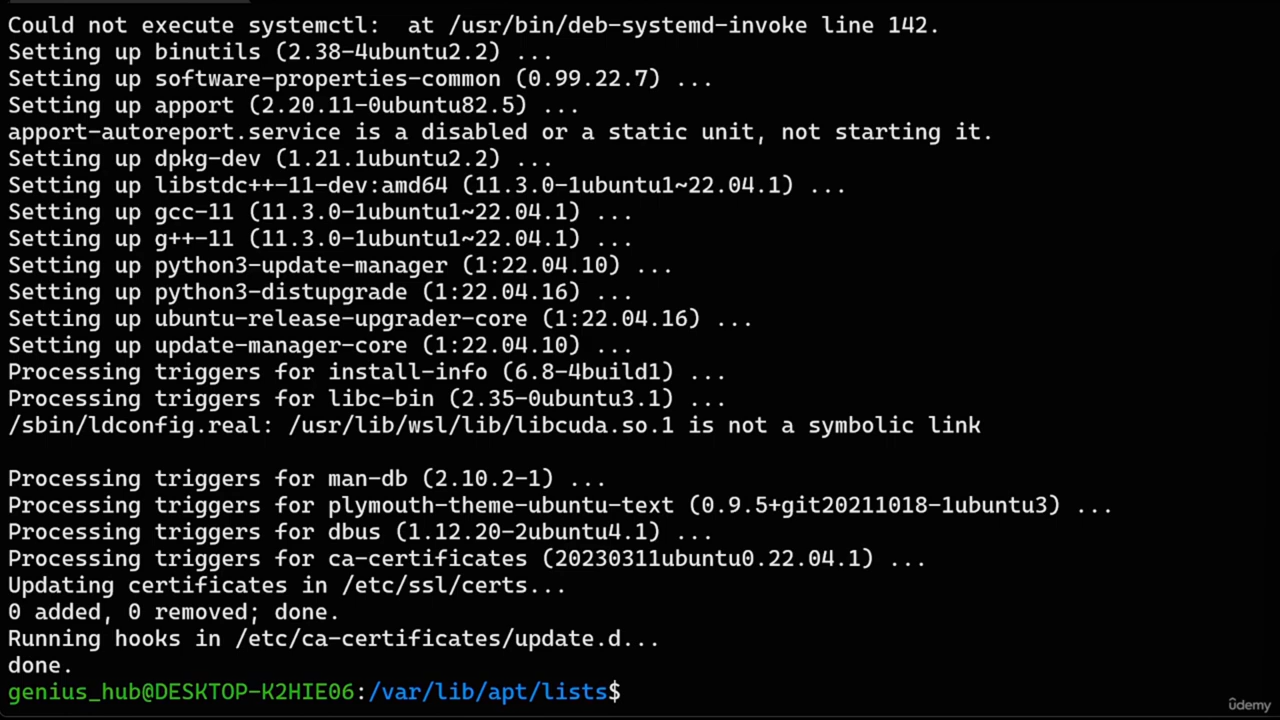 Could not execute systemctl:  at /usr/bin/deb-systemd-invoke line 142.
Setting up binutils (2.38-4ubuntu2.2) ...
Setting up software-properties-common (0.99.22.7) ...
Setting up apport (2.20.11-0ubuntu82.5) ...
apport-autoreport.service is a disabled or a static unit, not starting it.
Setting up dpkg-dev (1.21.1ubuntu2.2) ...
Setting up libstdc++-11-dev:amd64 (11.3.0-1ubuntu1~22.04.1) ...
Setting up gcc-11 (11.3.0-1ubuntu1~22.04.1) ...
Setting up g++-11 (11.3.0-1ubuntu1~22.04.1) ...
Setting up python3-update-manager (1:22.04.10) ...
Setting up python3-distupgrade (1:22.04.16) ...
Setting up ubuntu-release-upgrader-core (1:22.04.16) ...
Setting up update-manager-core (1:22.04.10) ...
Processing triggers for install-info (6.8-4build1) ...
Processing triggers for libc-bin (2.35-0ubuntu3.1) ...
/sbin/ldconfig.real: /usr/lib/wsl/lib/libcuda.so.1 is not a symbolic link
Processing triggers for man-db (2.10.2-1) ...
Processing triggers for plymouth-theme-ubuntu-text (0.9.5+git20211018-1ubuntu3) ...
Processing triggers for dbus (1.12.20-2ubuntu4.1) ...
Processing triggers for ca-certificates (20230311ubuntu0.22.04.1) ...
Updating certificates in /etc/ssl/certs...
0 added, 0 removed; done.
Running hooks in /etc/ca-certificates/update.d...
done.
genius_hub@DESKTOP-K2HIE06:/var/lib/apt/lists$
ûdemy